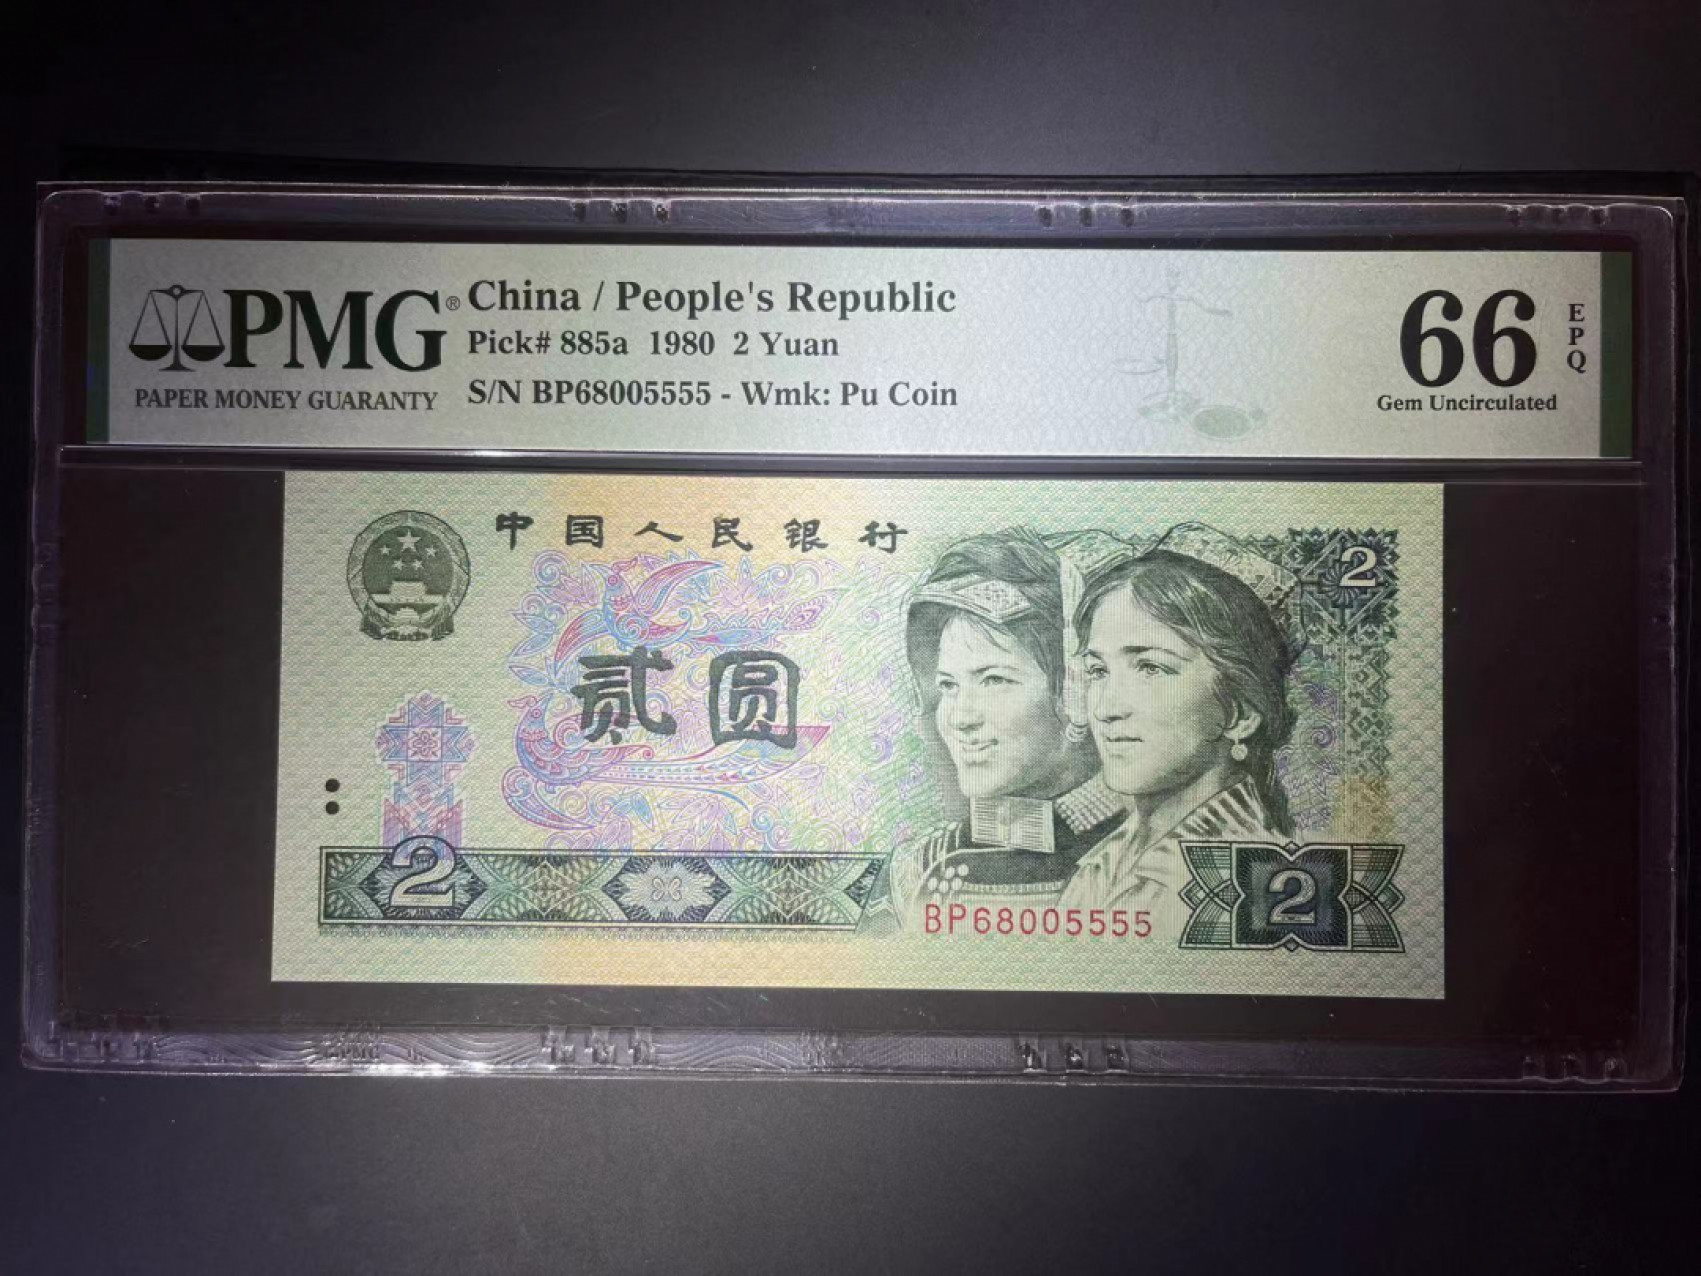 PMG®
PAPER MONEY GUARANTY
China / People's Republic
Pick# 885a 1980 2 Yuan
S/N BP68005555 - Wmk: Pu Coin
66
EPQ
Gem Uncirculated
中国人民银行
2
贰圆
2
BP68005555
2